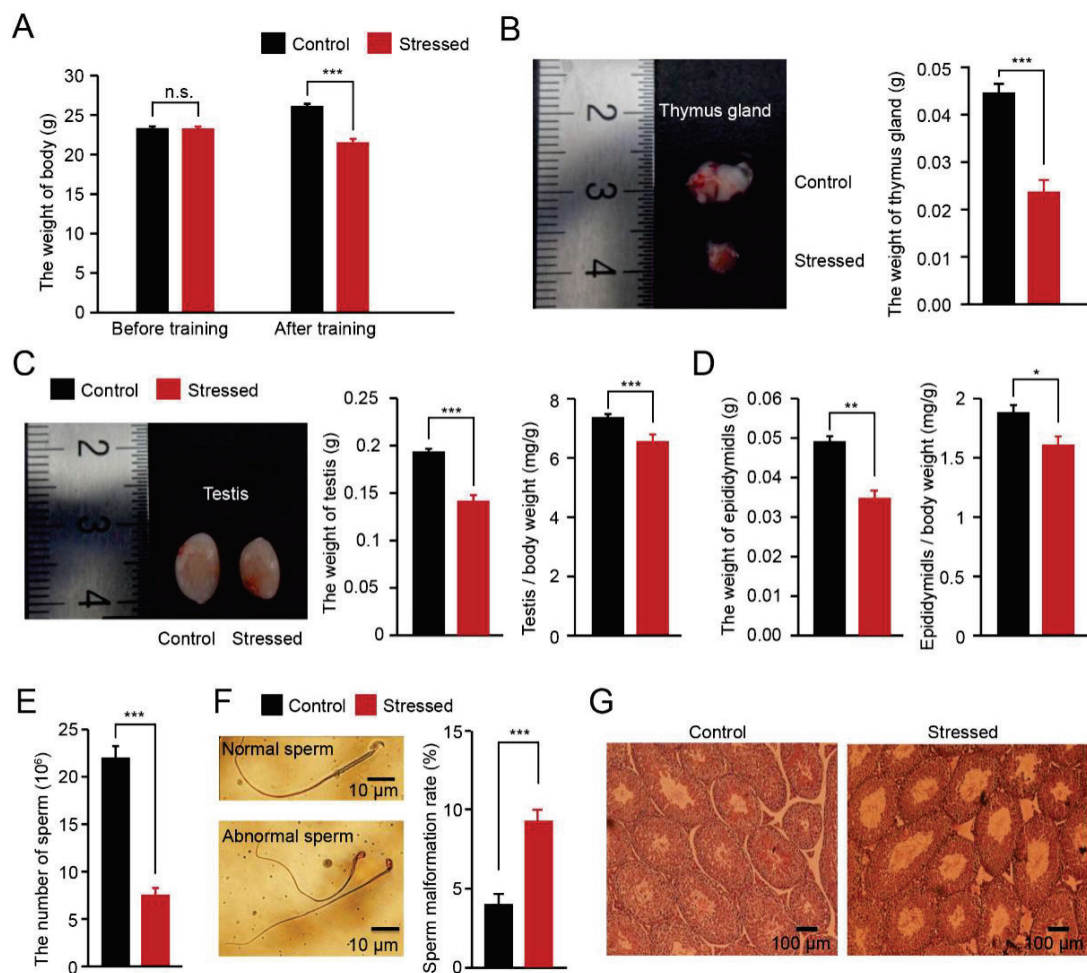 A
Control Stressed
The weight of body (g)
30
25
20
15
10
5
0
n.s.
***
Before training
After training
B
2
3
4
Thymus gland
Control
Stressed
The weight of thymus gland (g)
0.05
0.04
0.03
0.02
0.01
0.00
***
C
Control Stressed
2
3
4
Testis
Control Stressed
The weight of testis (g)
0.25
0.2
0.15
0.1
0.05
0
***
Testis / body weight (mg/g)
8
6
4
2
0
***
D
The weight of epididymidls (g)
0.06
0.05
0.04
0.03
0.02
0.01
0.00
**
Epididymidls / body weight (mg/g)
2
1.5
1
0.5
0
*
E
The number of sperm (10⁶)
25
20
15
10
5
0
***
F
Control Stressed
Normal sperm
10 µm
Abnormal sperm
10 µm
Sperm malformation rate (%)
15
10
5
0
***
G
Control
100 µm
Stressed
100 µm